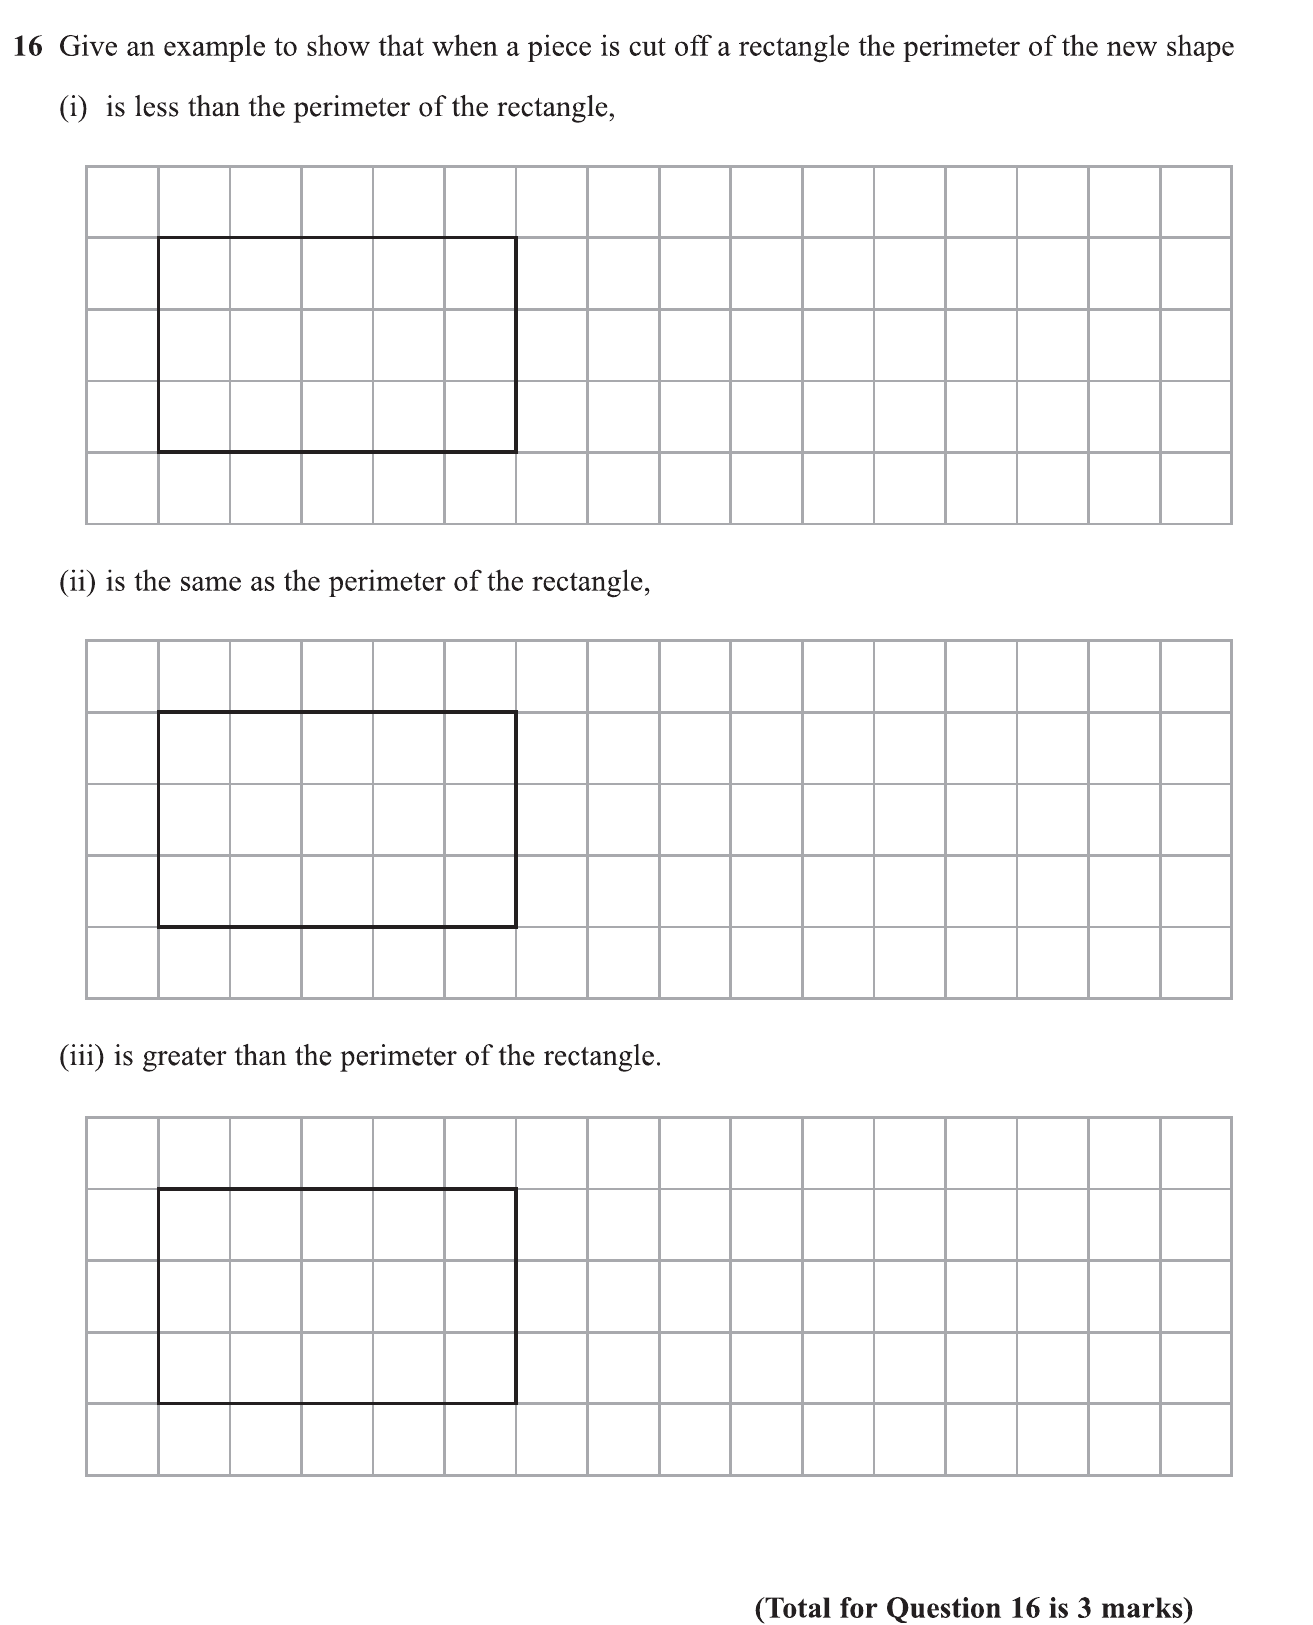 16 Give an example to show that when a piece is cut off a rectangle the perimeter of the new shape
(i) is less than the perimeter of the rectangle,
(ii) is the same as the perimeter of the rectangle,
(iii) is greater than the perimeter of the rectangle.
(Total for Question 16 is 3 marks)